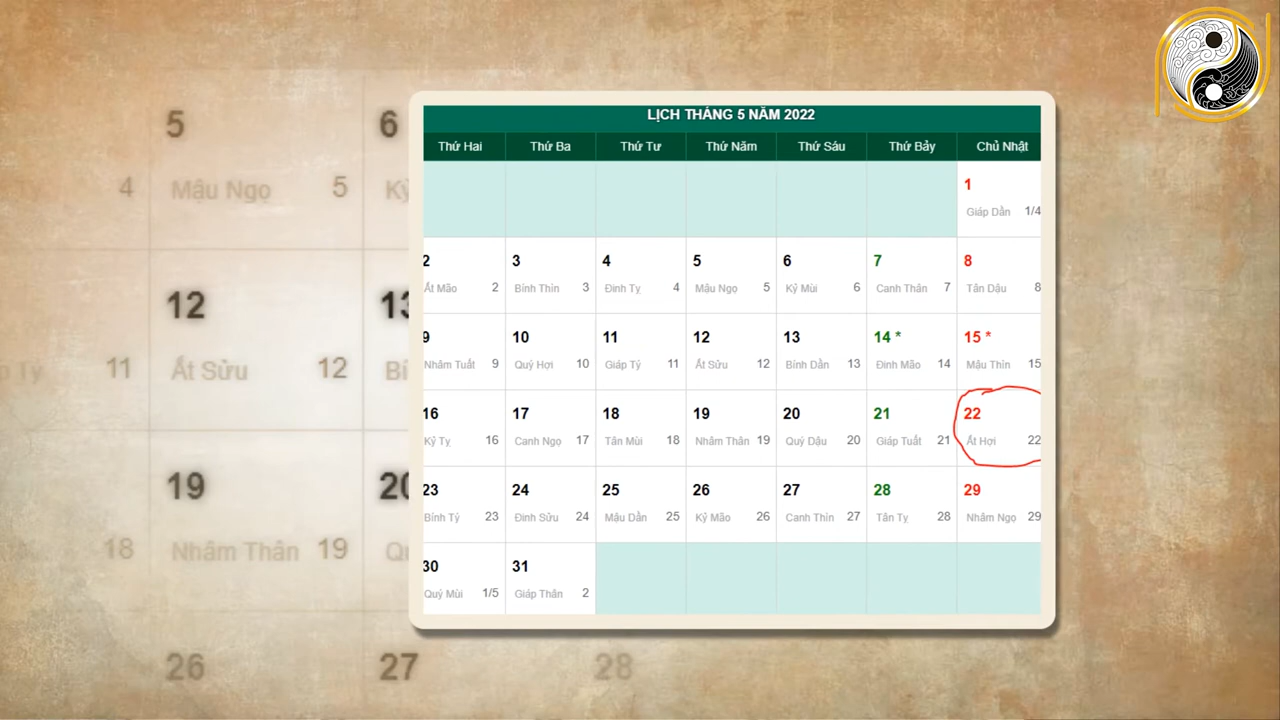 LỊCH THÁNG 5 NĂM 2022
Thứ Hai Thứ Ba Thứ Tư Thứ Năm Thứ Sáu Thứ Bảy Chủ Nhật
1
Giáp Dần 1/4
2 3 4 5 6 7 8
Ất Mão 2 Bính Thìn 3 Đinh Tỵ 4 Mậu Ngọ 5 Kỷ Mùi 6 Canh Thân 7 Tân Dậu 8
9 10 11 12 13 14 * 15 *
Nhâm Tuất 9 Quý Hợi 10 Giáp Tý 11 Ất Sửu 12 Bính Dần 13 Đinh Mão 14 Mậu Thìn 15
16 17 18 19 20 21 22
Kỷ Tỵ 16 Canh Ngọ 17 Tân Mùi 18 Nhâm Thân 19 Quý Dậu 20 Giáp Tuất 21 Ất Hợi 22
23 24 25 26 27 28 29
Bính Tý 23 Đinh Sửu 24 Mậu Dần 25 Kỷ Mão 26 Canh Thìn 27 Tân Tỵ 28 Nhâm Ngọ 29
30 31
Quý Mùi 1/5 Giáp Thân 2
5 6
4 Mậu Ngọ 5 Kỷ
12 13
11 Ất Sửu 12
19 20
18 Nhâm Thân 19
26 27 28